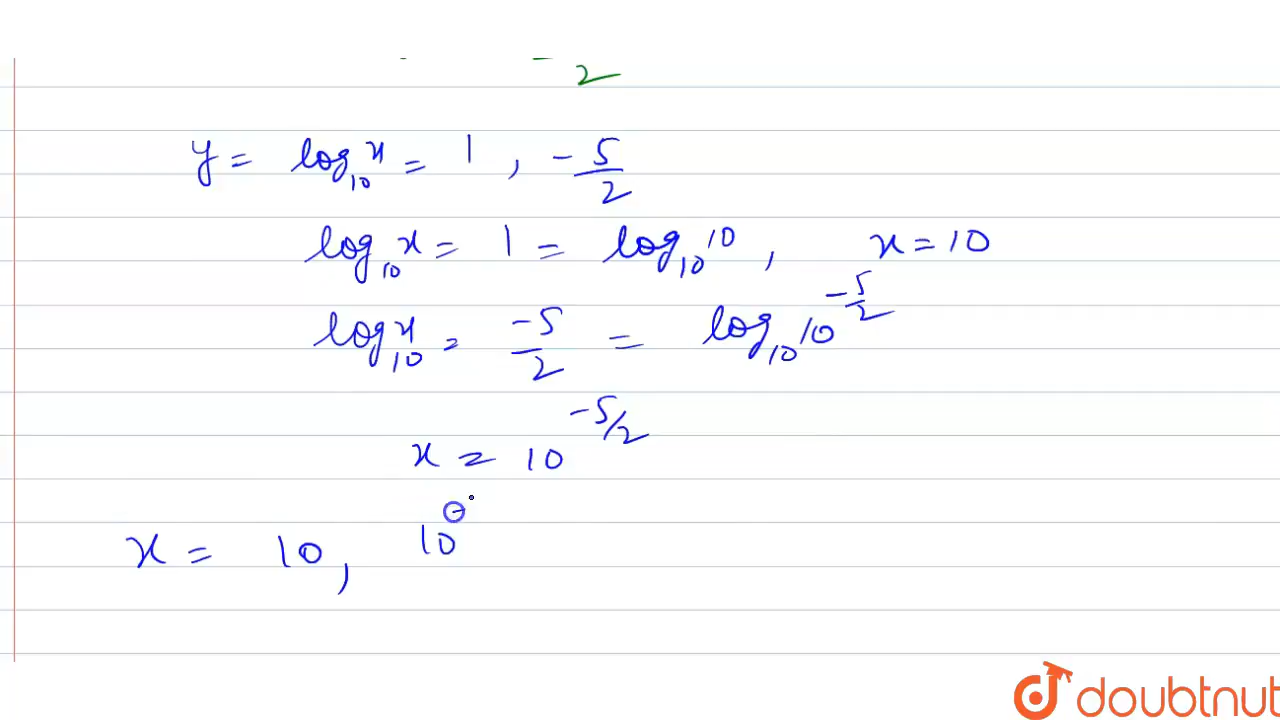 2
y = log₁₀x = 1 , -5/2
log₁₀x = 1 = log₁₀10 , x = 10
log₁₀x = -5/2 = log₁₀10^(-5/2)
x = 10^(-5/2)
x = 10, 10^-
doubtnut